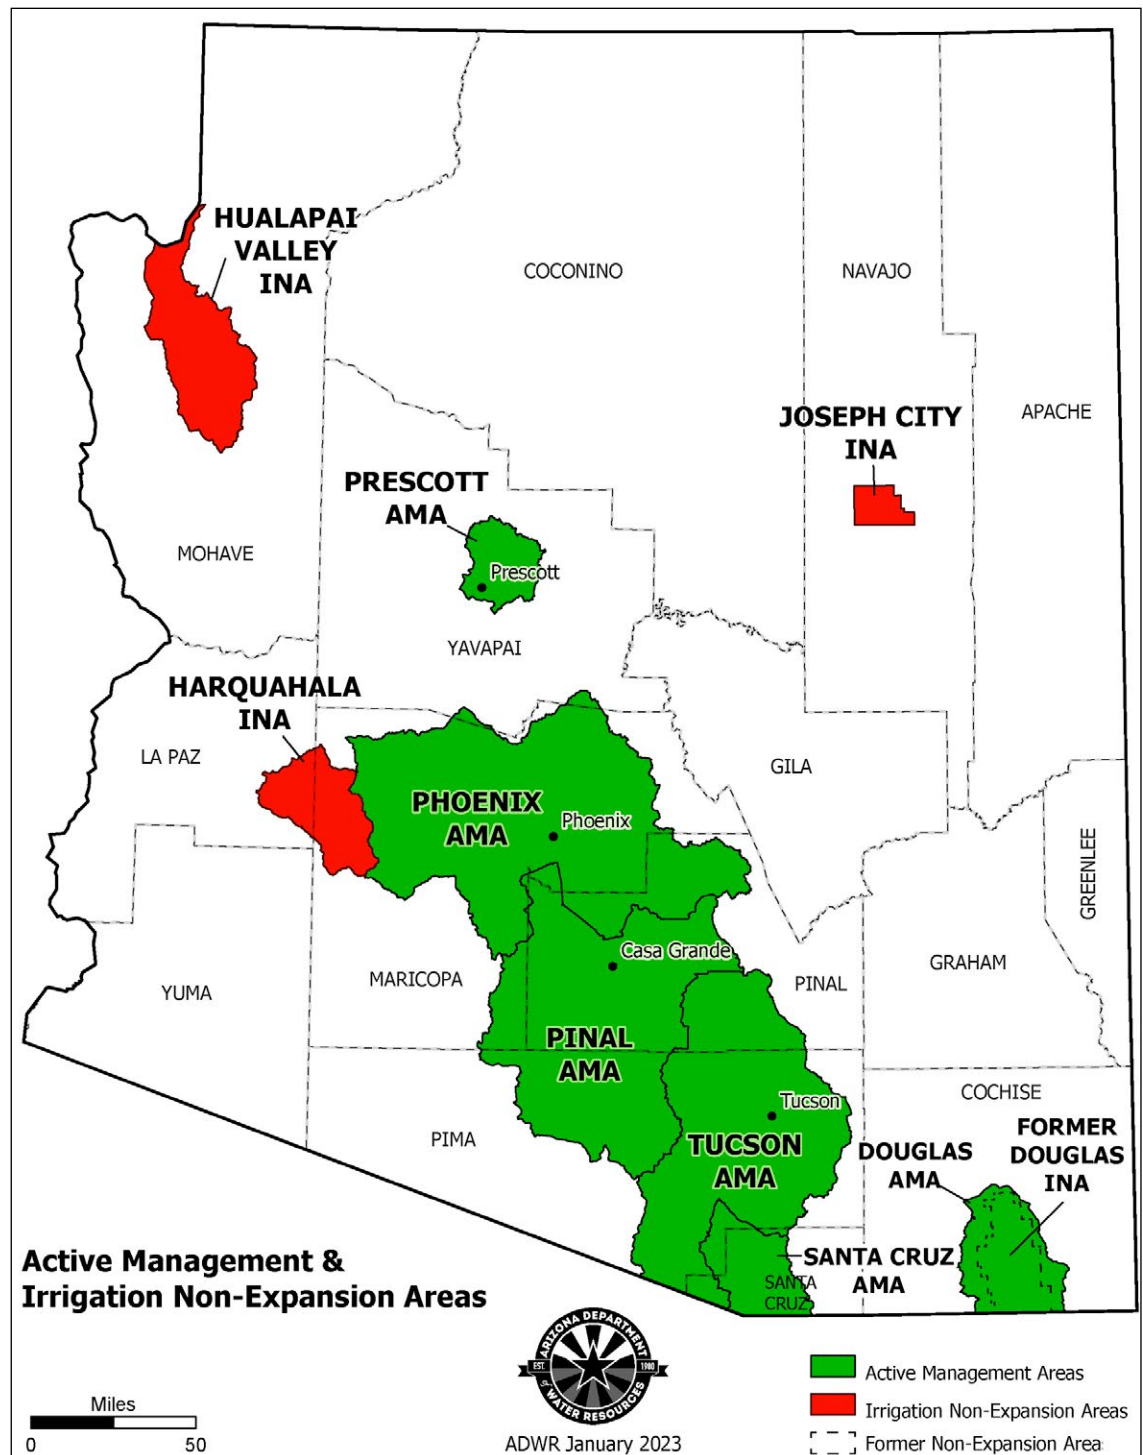 HUALAPAI
VALLEY
INA
COCONINO
NAVAJO
APACHE
JOSEPH CITY
INA
PRESCOTT
AMA
Prescott
MOHAVE
YAVAPAI
HARQUAHALA
INA
LA PAZ
GILA
PHOENIX
AMA
Phoenix
GREENLEE
Casa Grande
GRAHAM
MARICOPA
PINAL
YUMA
PINAL
AMA
COCHISE
Tucson
PIMA
TUCSON
AMA
DOUGLAS
AMA
FORMER
DOUGLAS
INA
SANTA CRUZ
AMA
SANTA
CRUZ
Active Management &
Irrigation Non-Expansion Areas
ARIZONA DEPARTMENT
EST. 1980
of WATER RESOURCES
Active Management Areas
Irrigation Non-Expansion Areas
Former Non-Expansion Area
Miles
0 50
ADWR January 2023